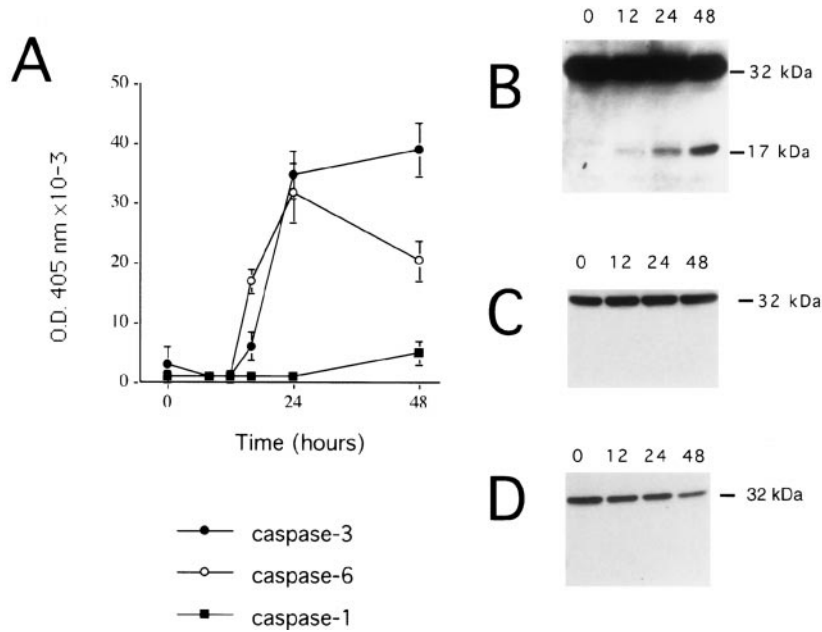 A
50
40
30
20
10
0
O.D. 405 nm x10-3
0 24 48
Time (hours)
caspase-3
caspase-6
caspase-1
B
0 12 24 48
32 kDa
17 kDa
C
0 12 24 48
32 kDa
D
0 12 24 48
32 kDa